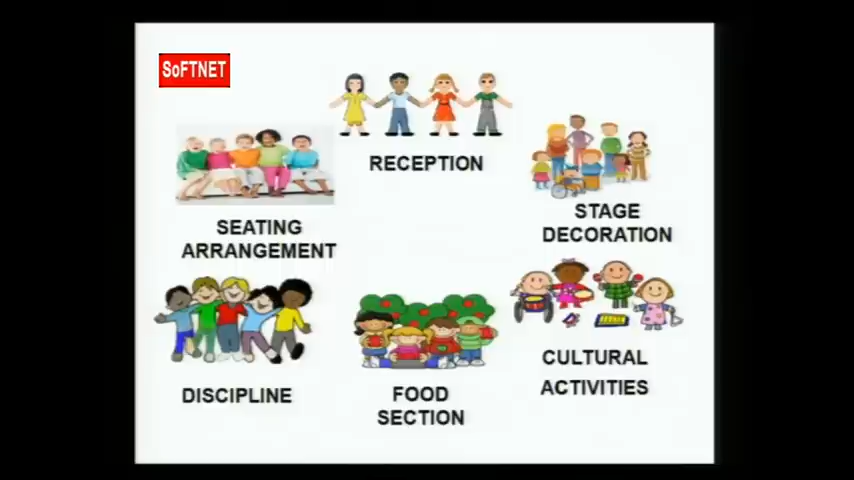 SoFTNET
RECEPTION
SEATING
ARRANGEMENT
STAGE
DECORATION
DISCIPLINE
FOOD
SECTION
CULTURAL
ACTIVITIES